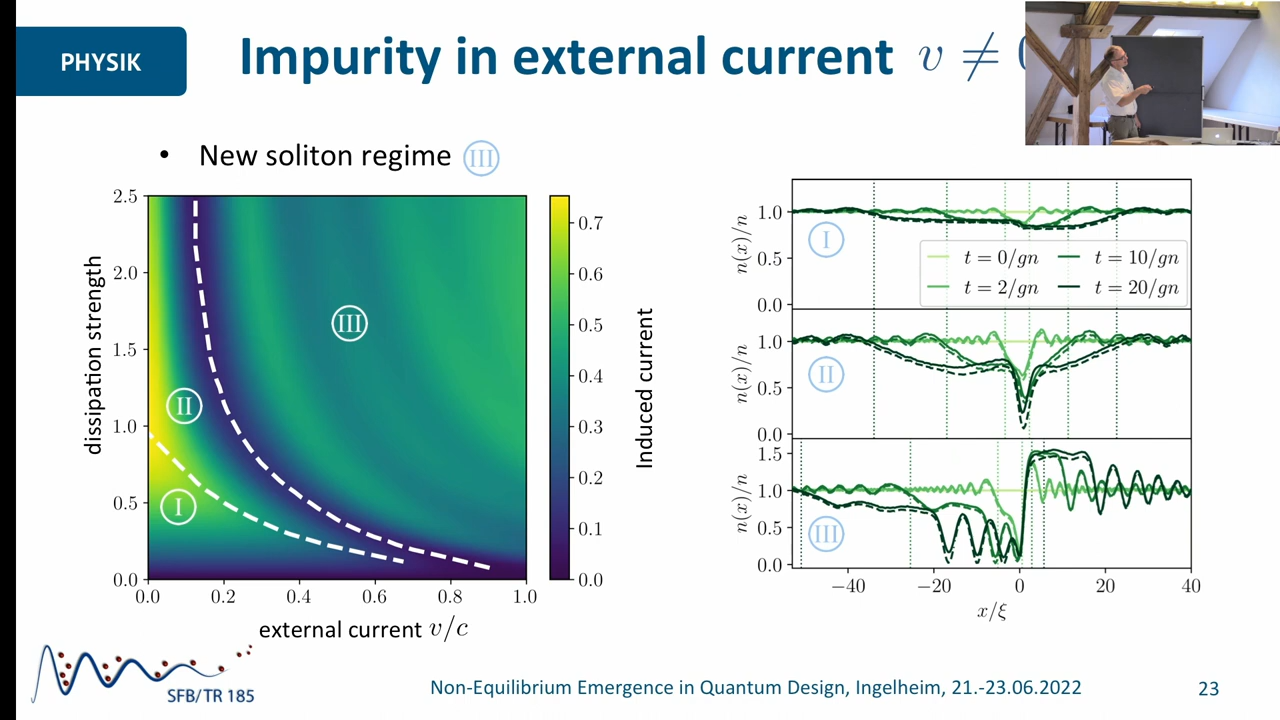 PHYSIK
Impurity in external current v ≠ 0
• New soliton regime III
2.5
2.0
1.5
1.0
0.5
0.0
dissipation strength
III
II
I
0.0 0.2 0.4 0.6 0.8 1.0
external current v/c
0.7
0.6
0.5
0.4
0.3
0.2
0.1
0.0
Induced current
1.0
0.5
0.0
n(x)/n
I
t = 0/gn t = 10/gn
t = 2/gn t = 20/gn
1.0
0.5
0.0
n(x)/n
II
1.5
1.0
0.5
0.0
n(x)/n
III
−40 −20 0 20 40
x/ξ
SFB/TR 185
Non-Equilibrium Emergence in Quantum Design, Ingelheim, 21.-23.06.2022
23